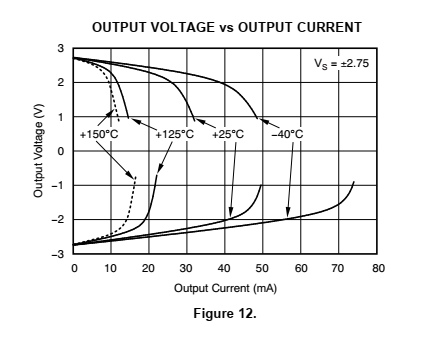 OUTPUT VOLTAGE vs OUTPUT CURRENT
Output Voltage (V)
3
2
1
0
–1
–2
–3
VS = ±2.75
+150°C
+125°C
+25°C
–40°C
0 10 20 30 40 50 60 70 80
Output Current (mA)
Figure 12.